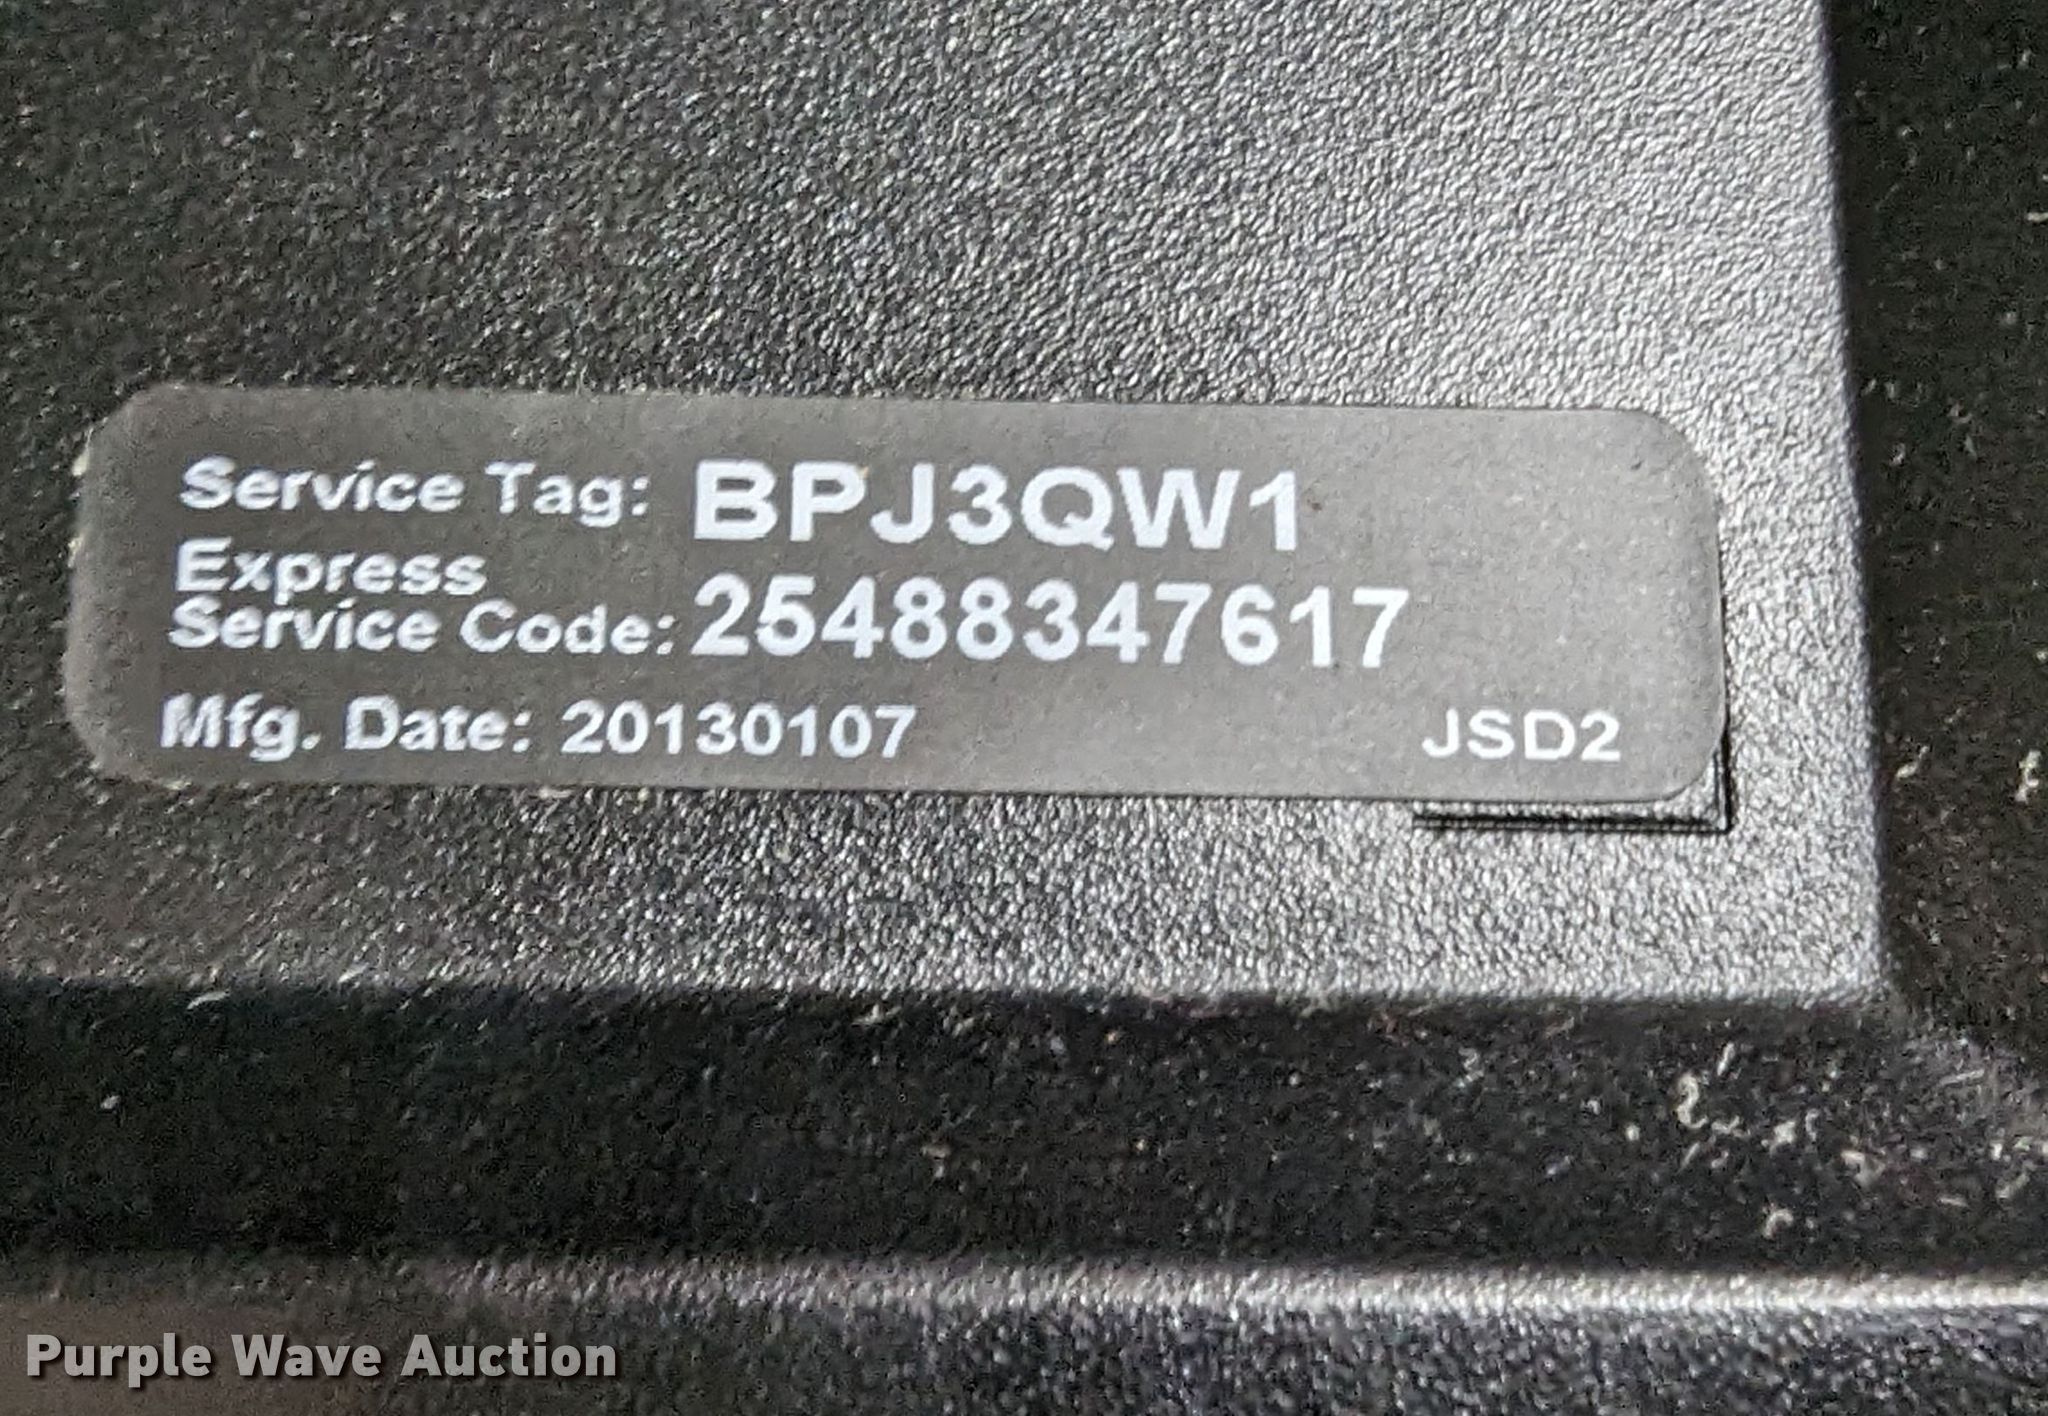 Service Tag: BPJ3QW1
Express
Service Code: 25488347617
Mfg. Date: 20130107 JSD2
Purple Wave Auction